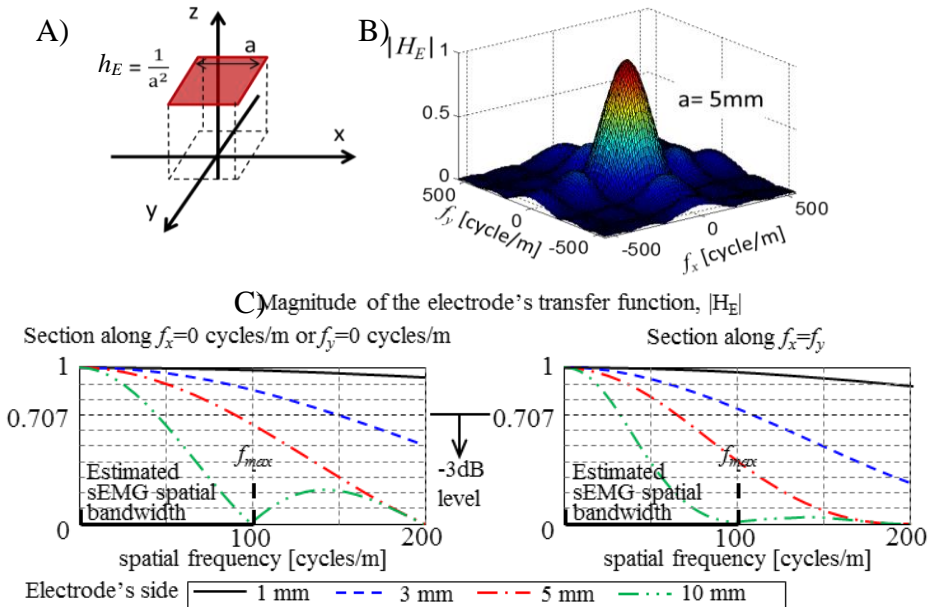 A)
z
h_E = 1/a²
a
x
y
B)
|H_E|
1
0.5
0
a= 5mm
500
0
-500
f_y [cycle/m]
-500
0
500
f_x [cycle/m]
C)Magnitude of the electrode's transfer function, |H_E|
Section along f_x=0 cycles/m or f_y=0 cycles/m
Section along f_x=f_y
1
0.707
0
f_max
Estimated
sEMG spatial
bandwidth
100
200
spatial frequency [cycles/m]
-3dB
level
1
0.707
0
f_max
Estimated
sEMG spatial
bandwidth
100
200
spatial frequency [cycles/m]
Electrode's side
1 mm
3 mm
5 mm
10 mm